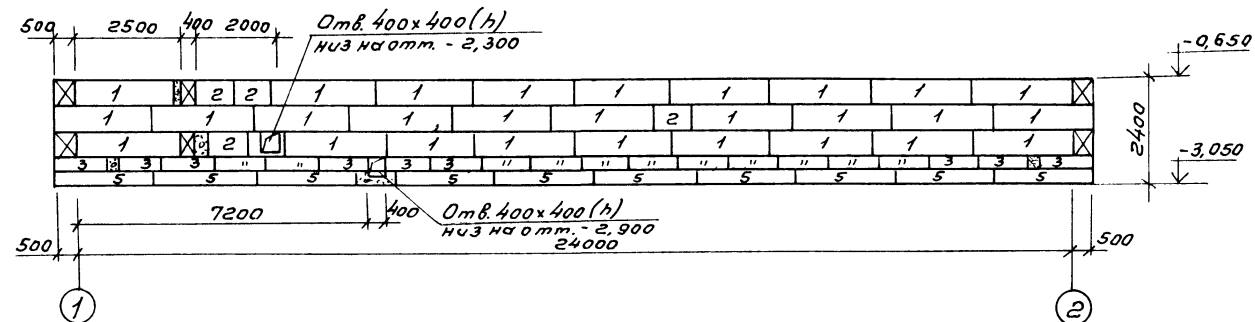 500 2500 400 2000
Отв. 400х400 (h)
низ на отм. - 2,300
-0,650
1 2 2 1 1 1 1 1 1 1
1 1 1 1 1 1 2 1 1 1 1
1 2 1 1 1 1 1 1 1 1
3 3 3 " " 3 3 3 " " " " " " " " " 3 3 3
5 5 5 5 5 5 5 5 5
2400
-3,050
7200 400
Отв. 400х400 (h)
низ на отм. - 2,900
500 24000 500
1 2